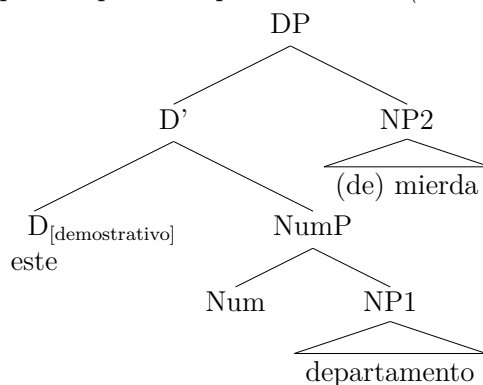 DP
D' NP2
(de) mierda
D[demostrativo] NumP
este
Num NP1
departamento